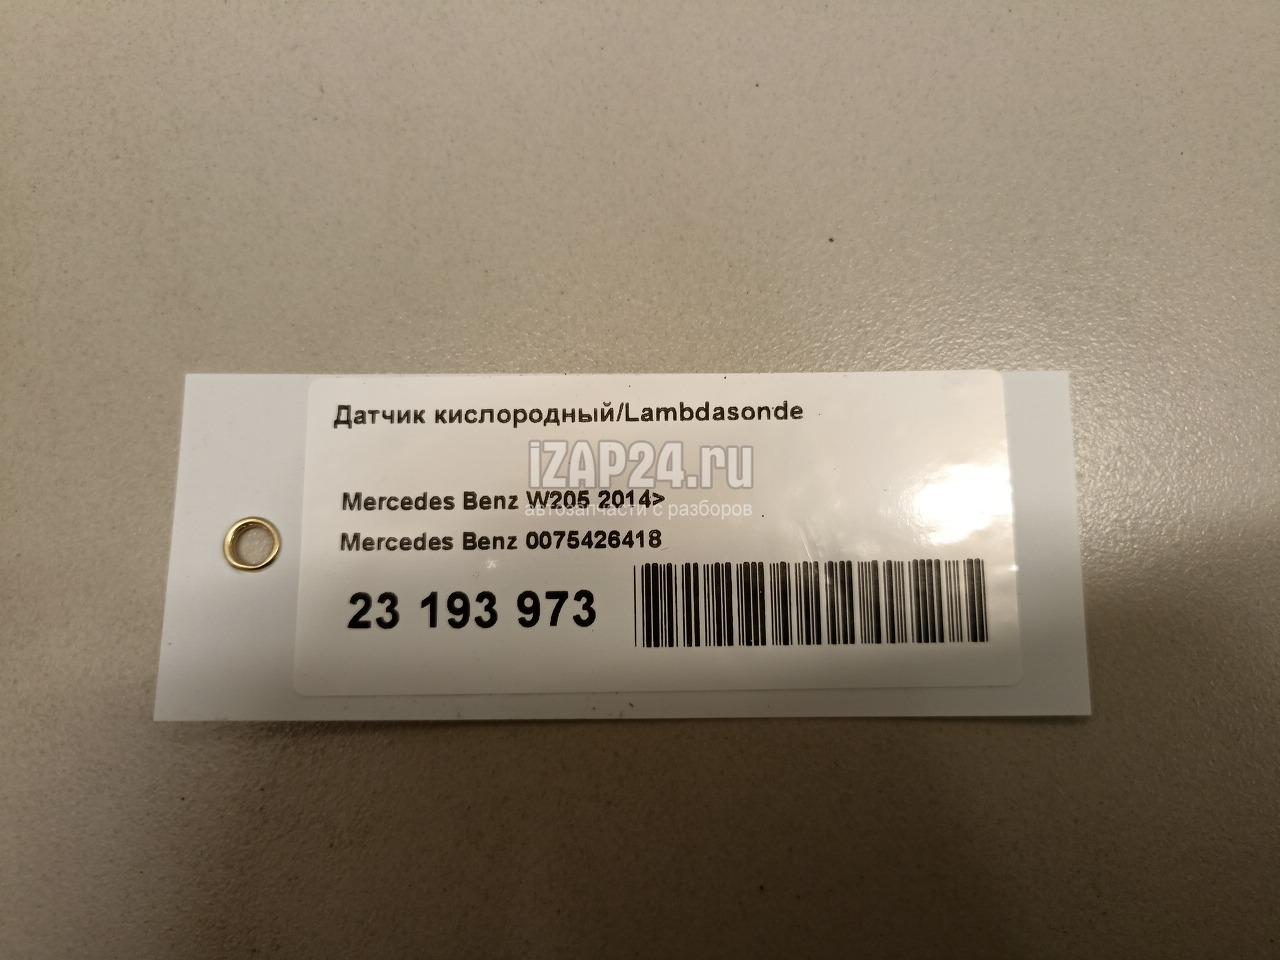 Датчик кислородный/Lambdasonde
iZAP24.ru
Mercedes Benz W205 2014>
автозапчасти с разборов
Mercedes Benz 0075426418
23 193 973